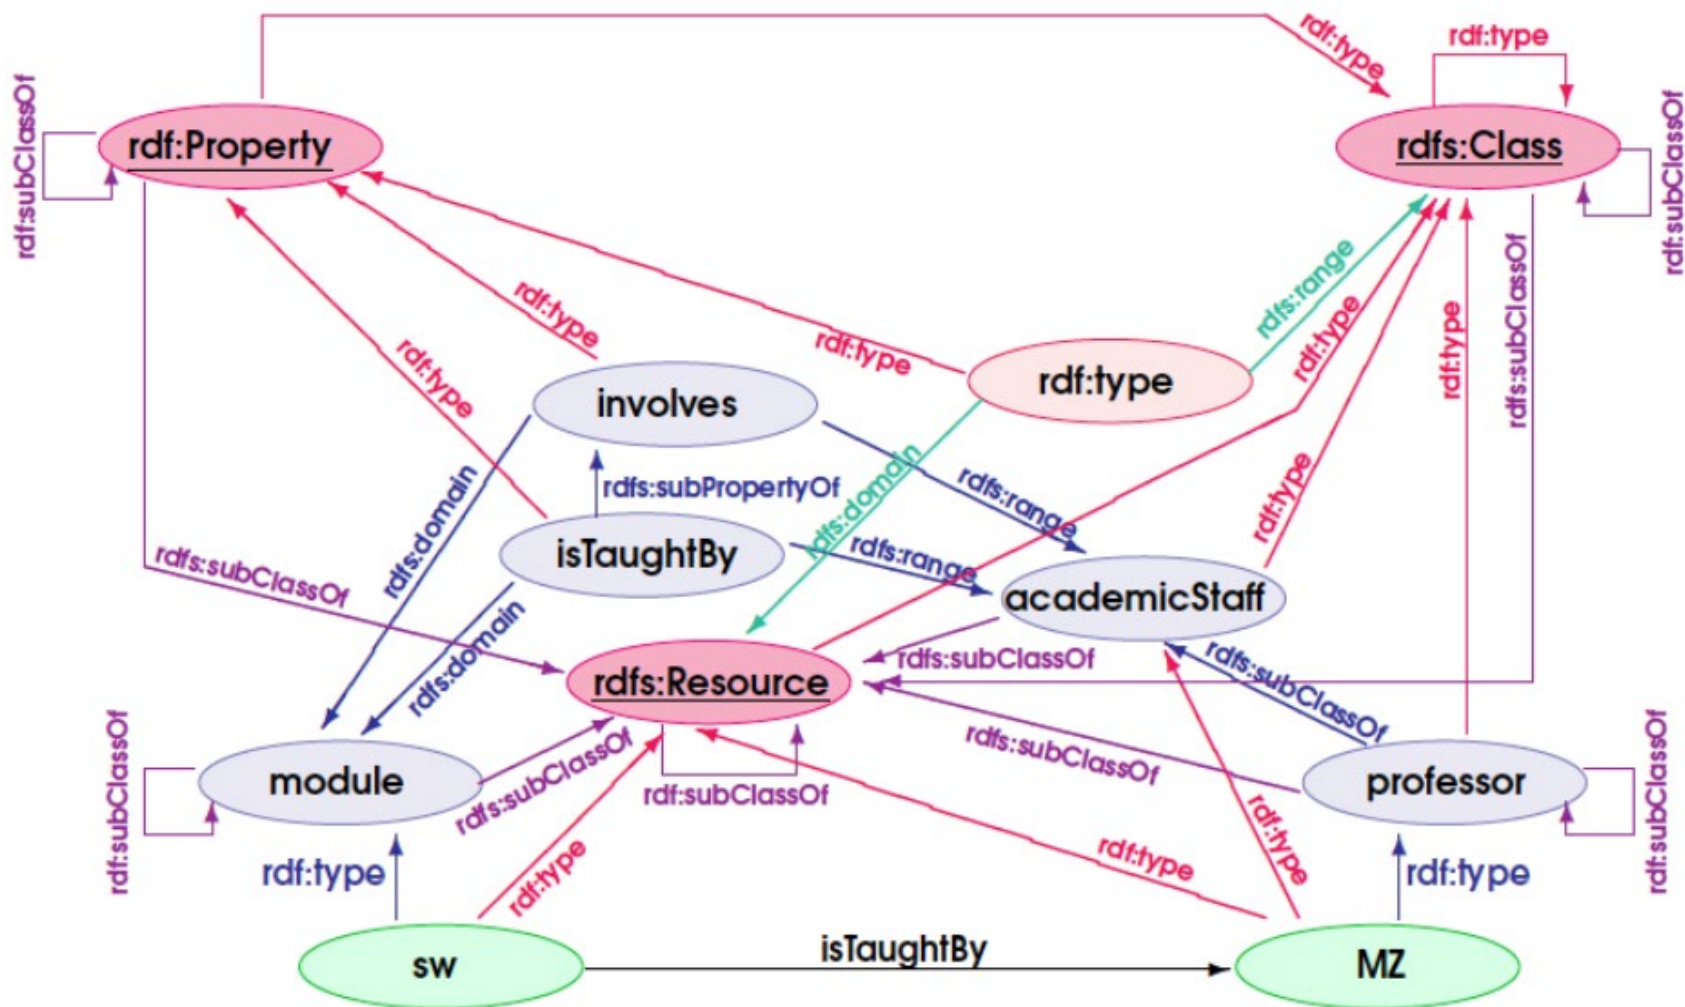 rdf:type
rdf:type
rdf:subClassOf
rdf:Property
rdfs:Class
rdf:subClassOf
rdfs:range
rdfs:subClassOf
rdf:type
rdf:type
rdf:type
rdf:type
rdf:type
rdf:type
involves
rdfs:domain
rdfs:subPropertyOf
rdfs:domain
rdfs:range
rdf:type
isTaughtBy
rdfs:range
rdfs:subClassOf
academicStaff
rdfs:domain
rdfs:Resource
rdfs:subClassOf
rdfs:subClassOf
rdfs:subClassOf
rdf:subClassOf
module
rdfs:subClassOf
rdf:subClassOf
professor
rdf:subClassOf
rdf:type
rdf:type
rdf:type
rdf:type
rdf:type
isTaughtBy
sw
MZ